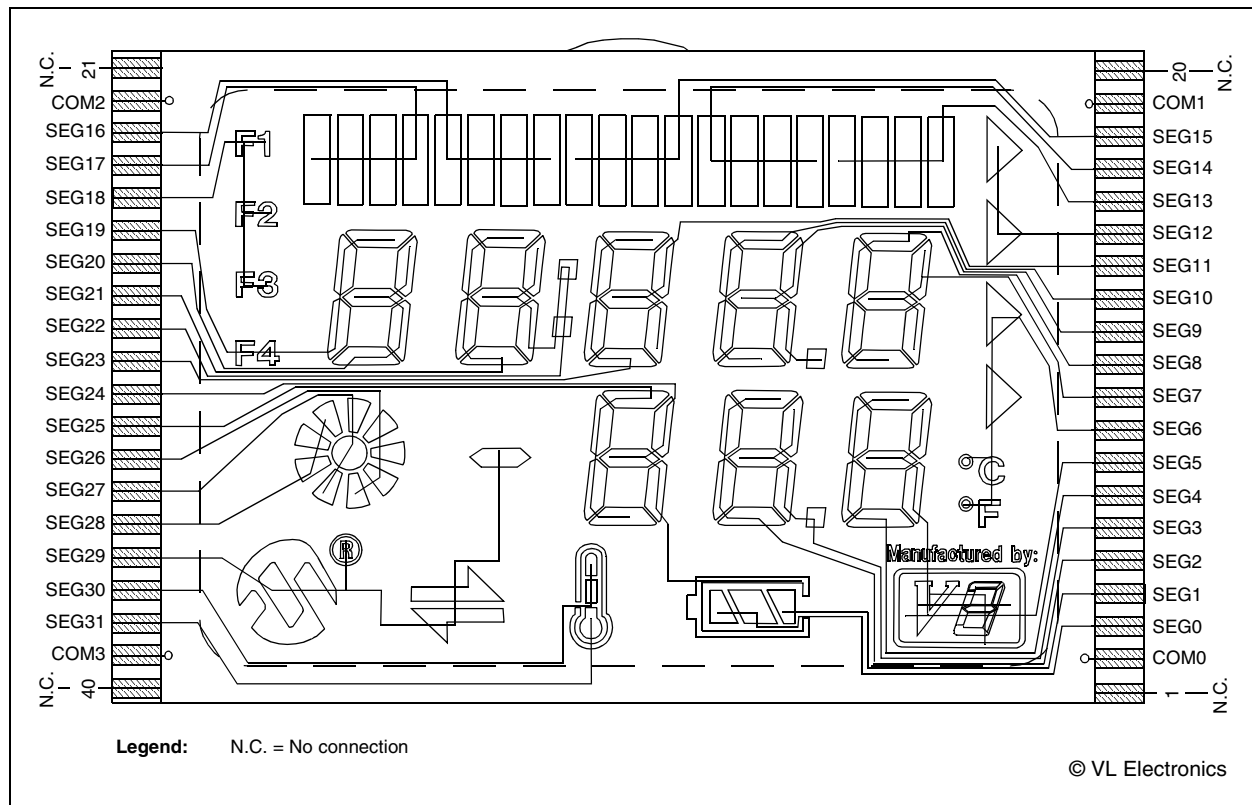 N.C.
21
COM2
SEG16
SEG17
SEG18
SEG19
SEG20
SEG21
SEG22
SEG23
SEG24
SEG25
SEG26
SEG27
SEG28
SEG29
SEG30
SEG31
COM3
N.C.
40
F1
F2
F3
F4
®
°C
°F
Manufactured by:
VL
20
N.C.
COM1
SEG15
SEG14
SEG13
SEG12
SEG11
SEG10
SEG9
SEG8
SEG7
SEG6
SEG5
SEG4
SEG3
SEG2
SEG1
SEG0
COM0
1
N.C.
Legend: N.C. = No connection
© VL Electronics